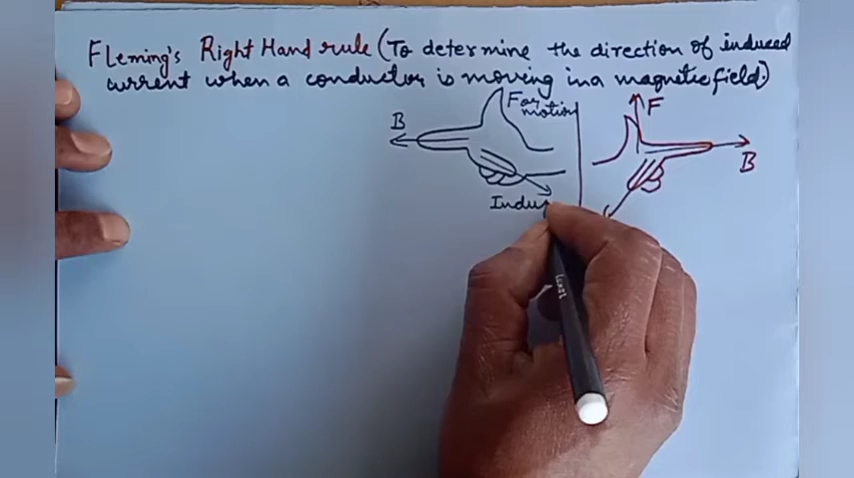 Fleming's Right Hand rule (To determine the direction of induced
current when a conductor is moving in a magnetic field.)
B
F or
motion
Indu
F
B